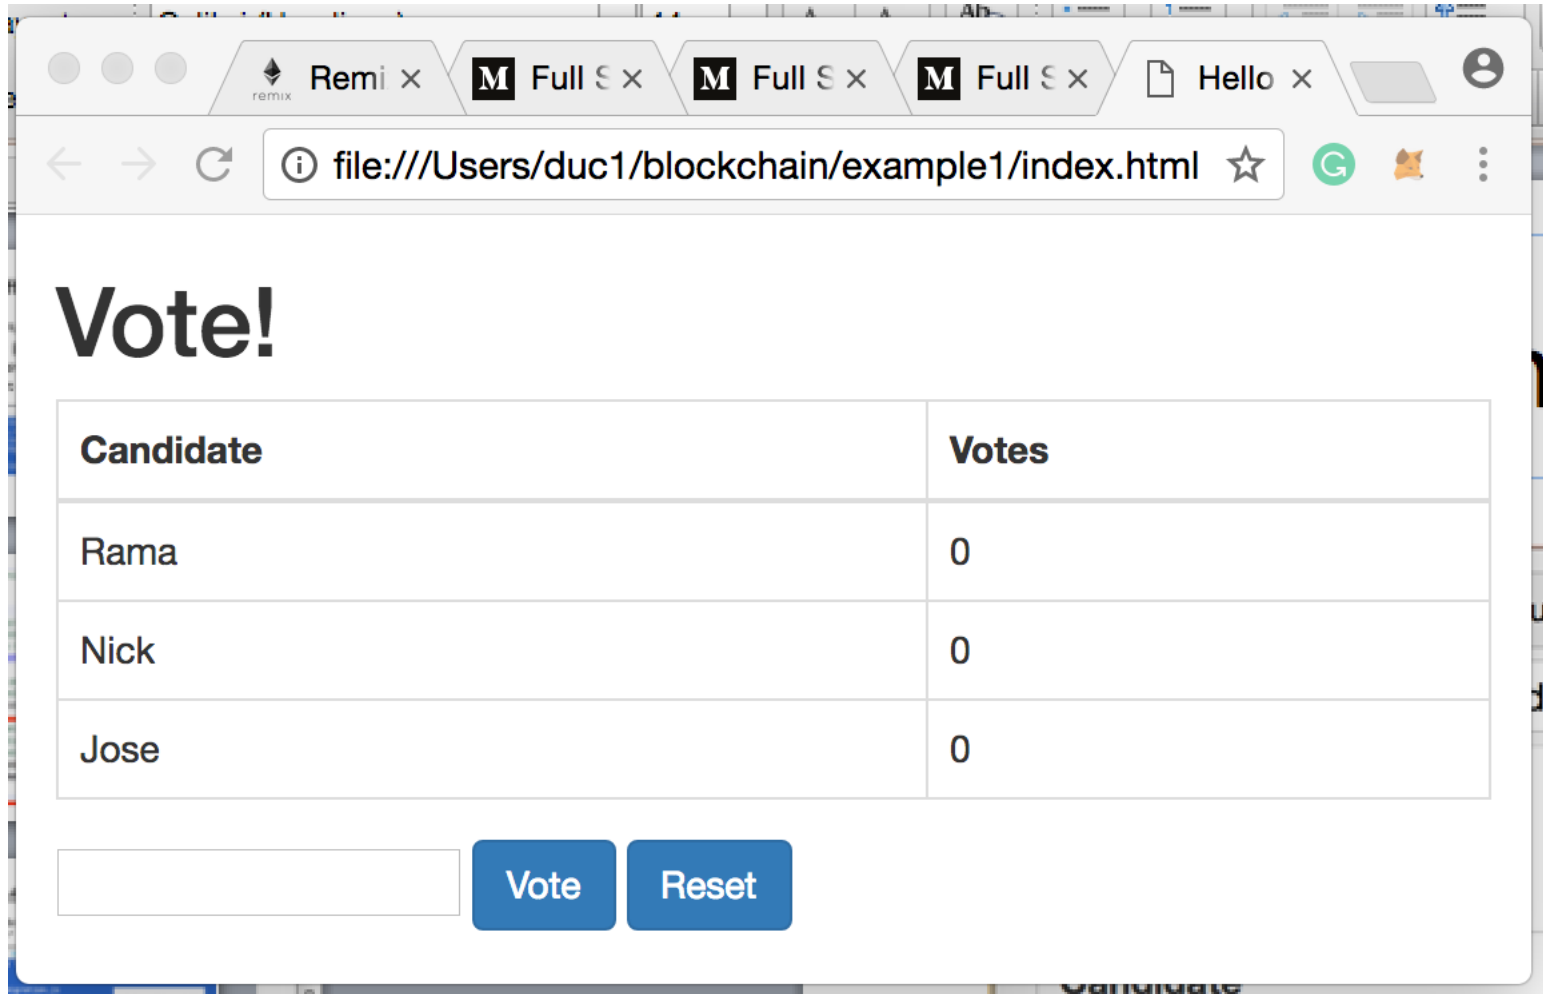 remix Remi Full S Full S Full S Hello
file:///Users/duc1/blockchain/example1/index.html
Vote!
Candidate Votes
Rama 0
Nick 0
Jose 0
Vote Reset
Candidate